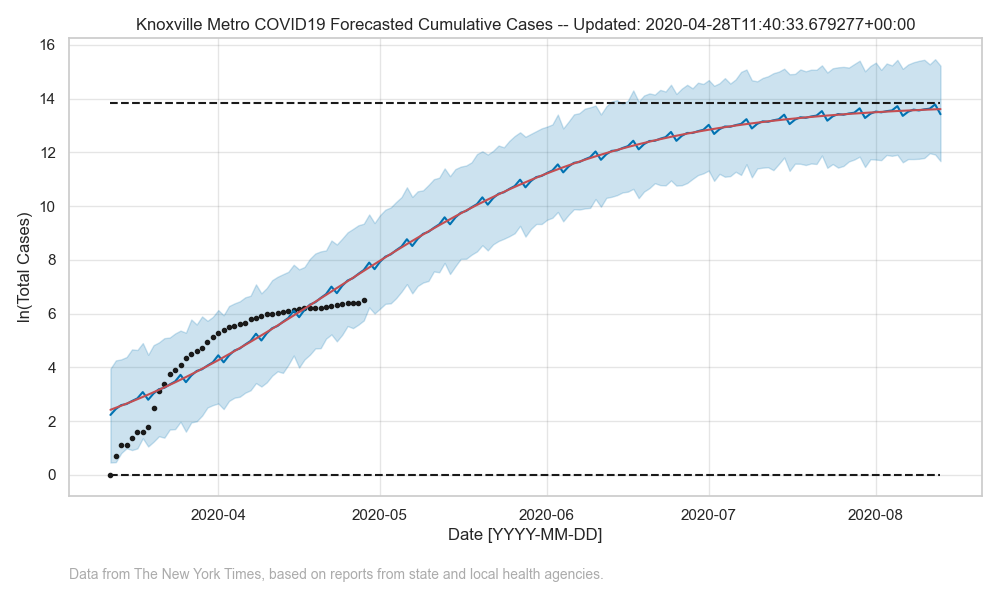 Knoxville Metro COVID19 Forecasted Cumulative Cases -- Updated: 2020-04-28T11:40:33.679277+00:00
16
14
12
10
8
6
4
2
0
ln(Total Cases)
2020-04 2020-05 2020-06 2020-07 2020-08
Date [YYYY-MM-DD]
Data from The New York Times, based on reports from state and local health agencies.